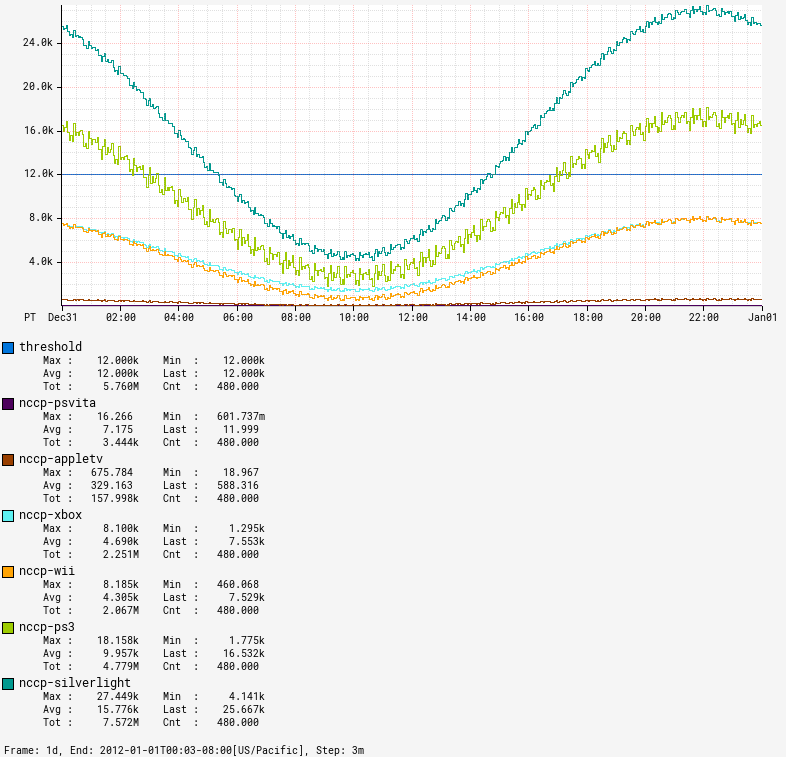 24.0k
20.0k
16.0k
12.0k
8.0k
4.0k
0.0k
PT Dec31 02:00 04:00 06:00 08:00 10:00 12:00 14:00 16:00 18:00 20:00 22:00 Jan01
threshold
Max : 12.000k Min : 12.000k
Avg : 12.000k Last : 12.000k
Tot : 5.760M Cnt : 480.000
nccp-psvita
Max : 16.266 Min : 601.737m
Avg : 7.175 Last : 11.999
Tot : 3.444k Cnt : 480.000
nccp-appletv
Max : 675.784 Min : 18.967
Avg : 329.163 Last : 588.316
Tot : 157.998k Cnt : 480.000
nccp-xbox
Max : 8.100k Min : 1.295k
Avg : 4.690k Last : 7.553k
Tot : 2.251M Cnt : 480.000
nccp-wii
Max : 8.185k Min : 460.068
Avg : 4.305k Last : 7.529k
Tot : 2.067M Cnt : 480.000
nccp-ps3
Max : 18.158k Min : 1.775k
Avg : 9.957k Last : 16.532k
Tot : 4.779M Cnt : 480.000
nccp-silverlight
Max : 27.449k Min : 4.141k
Avg : 15.776k Last : 25.667k
Tot : 7.572M Cnt : 480.000
Frame: 1d, End: 2012-01-01T00:03-08:00[US/Pacific], Step: 3m